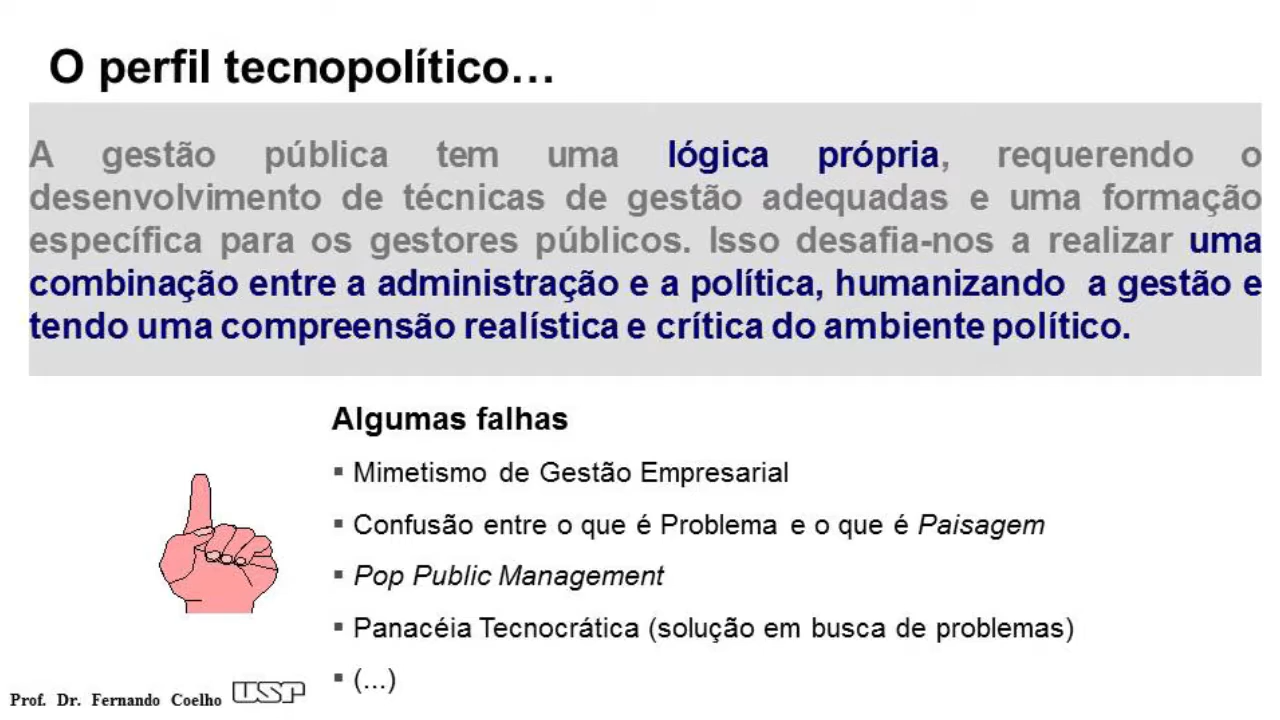 O perfil tecnopolítico…
A gestão pública tem uma lógica própria, requerendo o
desenvolvimento de técnicas de gestão adequadas e uma formação
específica para os gestores públicos. Isso desafia-nos a realizar uma
combinação entre a administração e a política, humanizando a gestão e
tendo uma compreensão realística e crítica do ambiente político.
Algumas falhas
▪ Mimetismo de Gestão Empresarial
▪ Confusão entre o que é Problema e o que é Paisagem
▪ Pop Public Management
▪ Panacéia Tecnocrática (solução em busca de problemas)
▪ (...)
Prof. Dr. Fernando Coelho USP